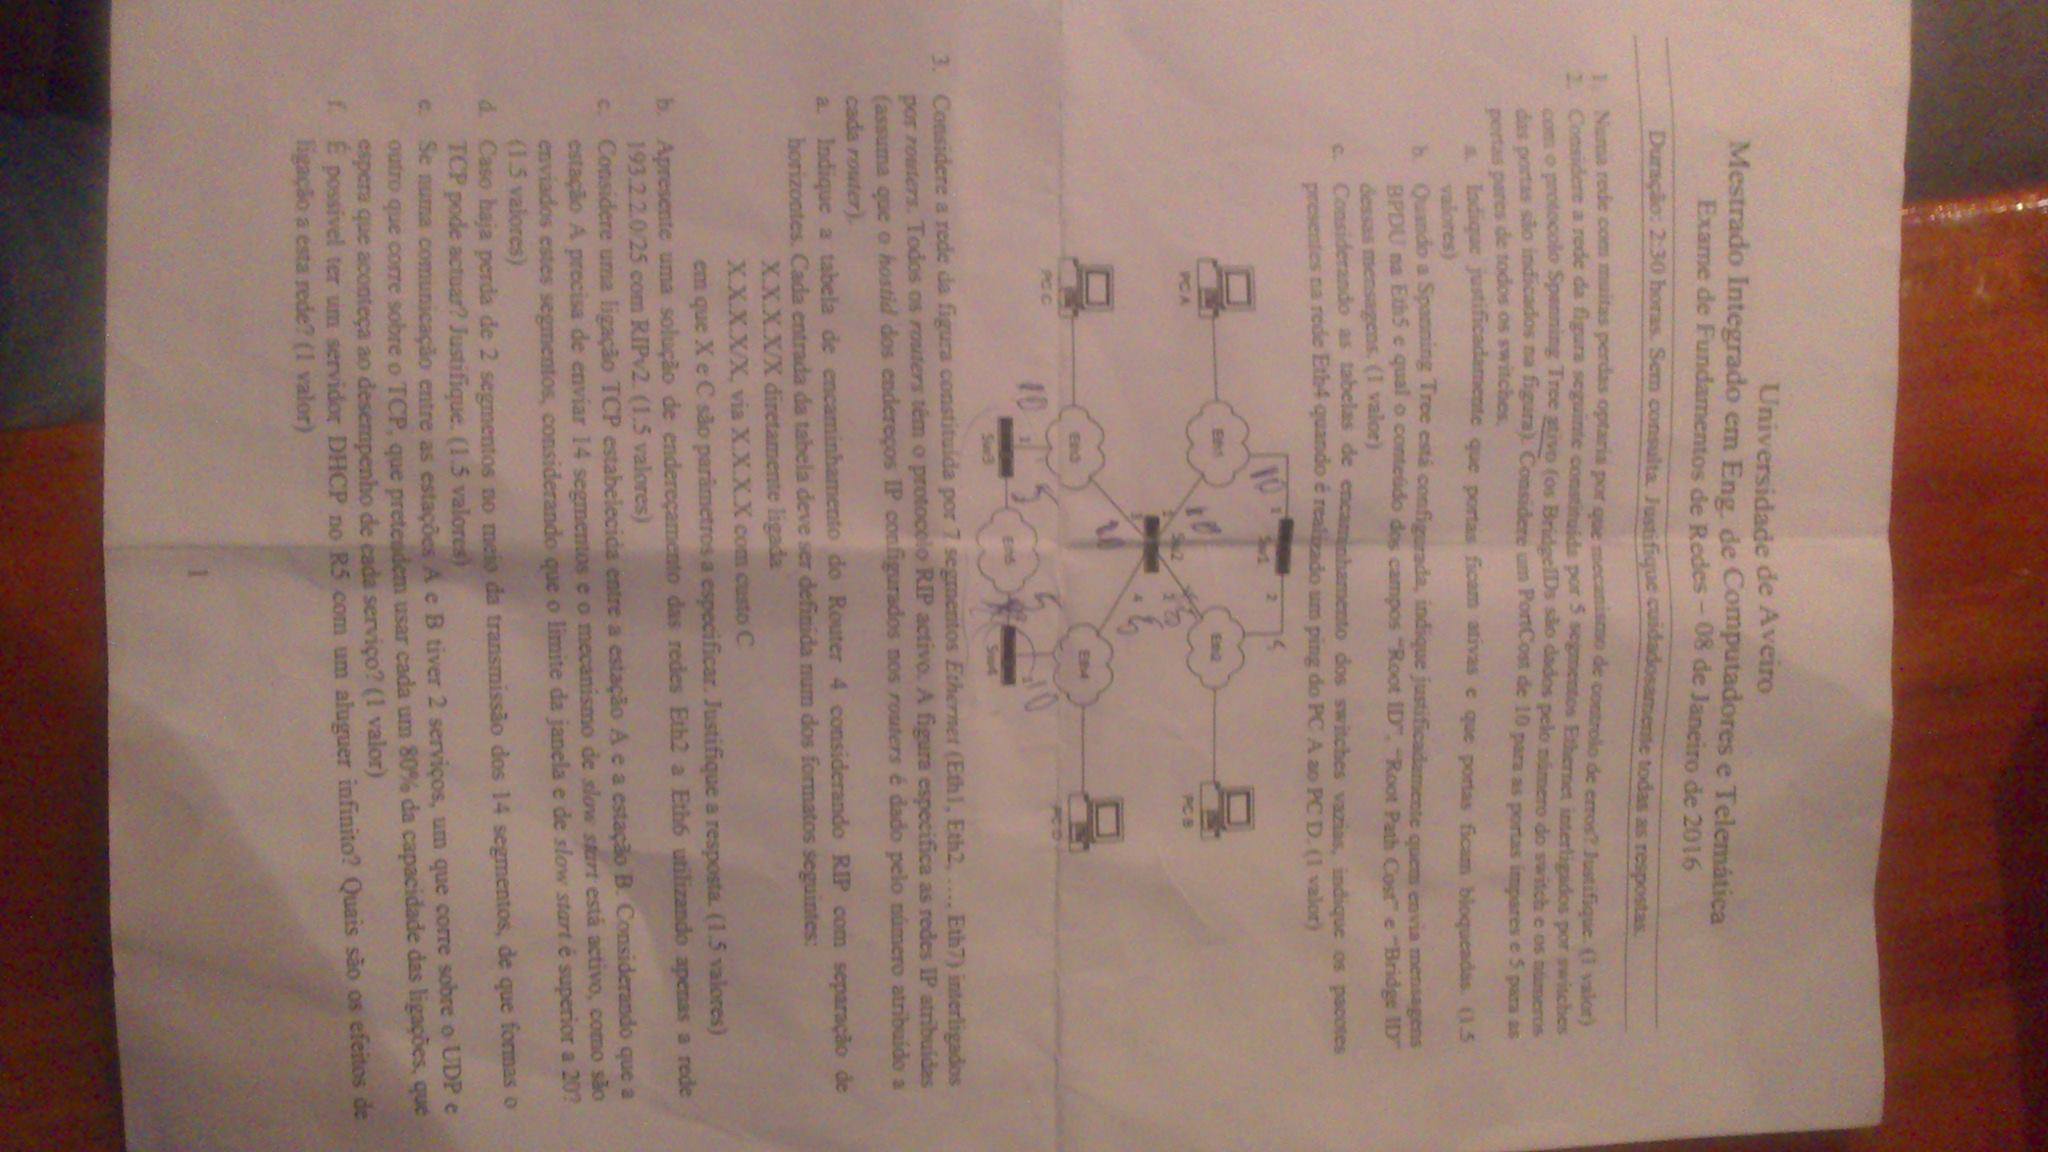 Universidade de Aveiro
Mestrado Integrado em Eng. de Computadores e Telemática
Exame de Fundamentos de Redes – 08 de Janeiro de 2016
Duração: 2:30 horas. Sem consulta. Justifique cuidadosamente todas as respostas.
1. Numa rede com muitas perdas optaria por que mecanismo de controlo de erros? Justifique. (1 valor)
2. Considere a rede da figura seguinte constituída por 5 segmentos Ethernet interligados por switches
com o protocolo Spanning Tree ativo (os BridgeIDs são dados pelo número do switch e os números
das portas são indicados na figura). Considere um PortCost de 10 para as portas ímpares e 5 para as
portas pares de todos os switches.
a. Indique justificadamente que portas ficam ativas e que portas ficam bloqueadas. (1.5
valores)
b. Quando a Spanning Tree está configurada, indique justificadamente quem envia mensagens
BPDU na Eth5 e qual o conteúdo dos campos “Root ID”, “Root Path Cost” e “Bridge ID”
dessas mensagens. (1 valor)
c. Considerando as tabelas de encaminhamento dos switches vazias, indique os pacotes
presentes na rede Eth4 quando é realizado um ping do PC A ao PC D. (1 valor)
10 1 Sw1 2 5
PC A Eth1 Eth2 PC B
10 Sw2
1 2
3 4 5
PC C Eth3 10 Eth4 PC D
10 1 5 Eth5 5 1 10
Sw3 Sw4
3. Considere a rede da figura constituída por 7 segmentos Ethernet (Eth1, Eth2, …, Eth7) interligados
por routers. Todos os routers têm o protocolo RIP activo. A figura especifica as redes IP atribuídas
(assuma que o hostid dos endereços IP configurados nos routers é dado pelo número atribuído a
cada router).
a. Indique a tabela de encaminhamento do Router 4 considerando RIP com separação de
horizontes. Cada entrada da tabela deve ser definida num dos formatos seguintes:
X.X.X.X/X diretamente ligada
X.X.X.X/X, via X.X.X.X com custo C
em que X e C são parâmetros a especificar. Justifique a resposta. (1.5 valores)
b. Apresente uma solução de endereçamento das redes Eth2 a Eth6 utilizando apenas a rede
193.2.2.0/25 com RIPv2. (1.5 valores)
c. Considere uma ligação TCP estabelecida entre a estação A e a estação B. Considerando que a
estação A precisa de enviar 14 segmentos e o mecanismo de slow start está activo, como são
enviados estes segmentos, considerando que o limite da janela e de slow start é superior a 20?
(1.5 valores)
d. Caso haja perda de 2 segmentos no meio da transmissão dos 14 segmentos, de que formas o
TCP pode actuar? Justifique. (1.5 valores)
e. Se numa comunicação entre as estações A e B tiver 2 serviços, um que corre sobre o UDP e
outro que corre sobre o TCP, que pretendem usar cada um 80% da capacidade das ligações, que
espera que aconteça ao desempenho de cada serviço? (1 valor)
f. É possível ter um servidor DHCP no R5 com um aluguer infinito? Quais são os efeitos de
ligação a esta rede? (1 valor)
1